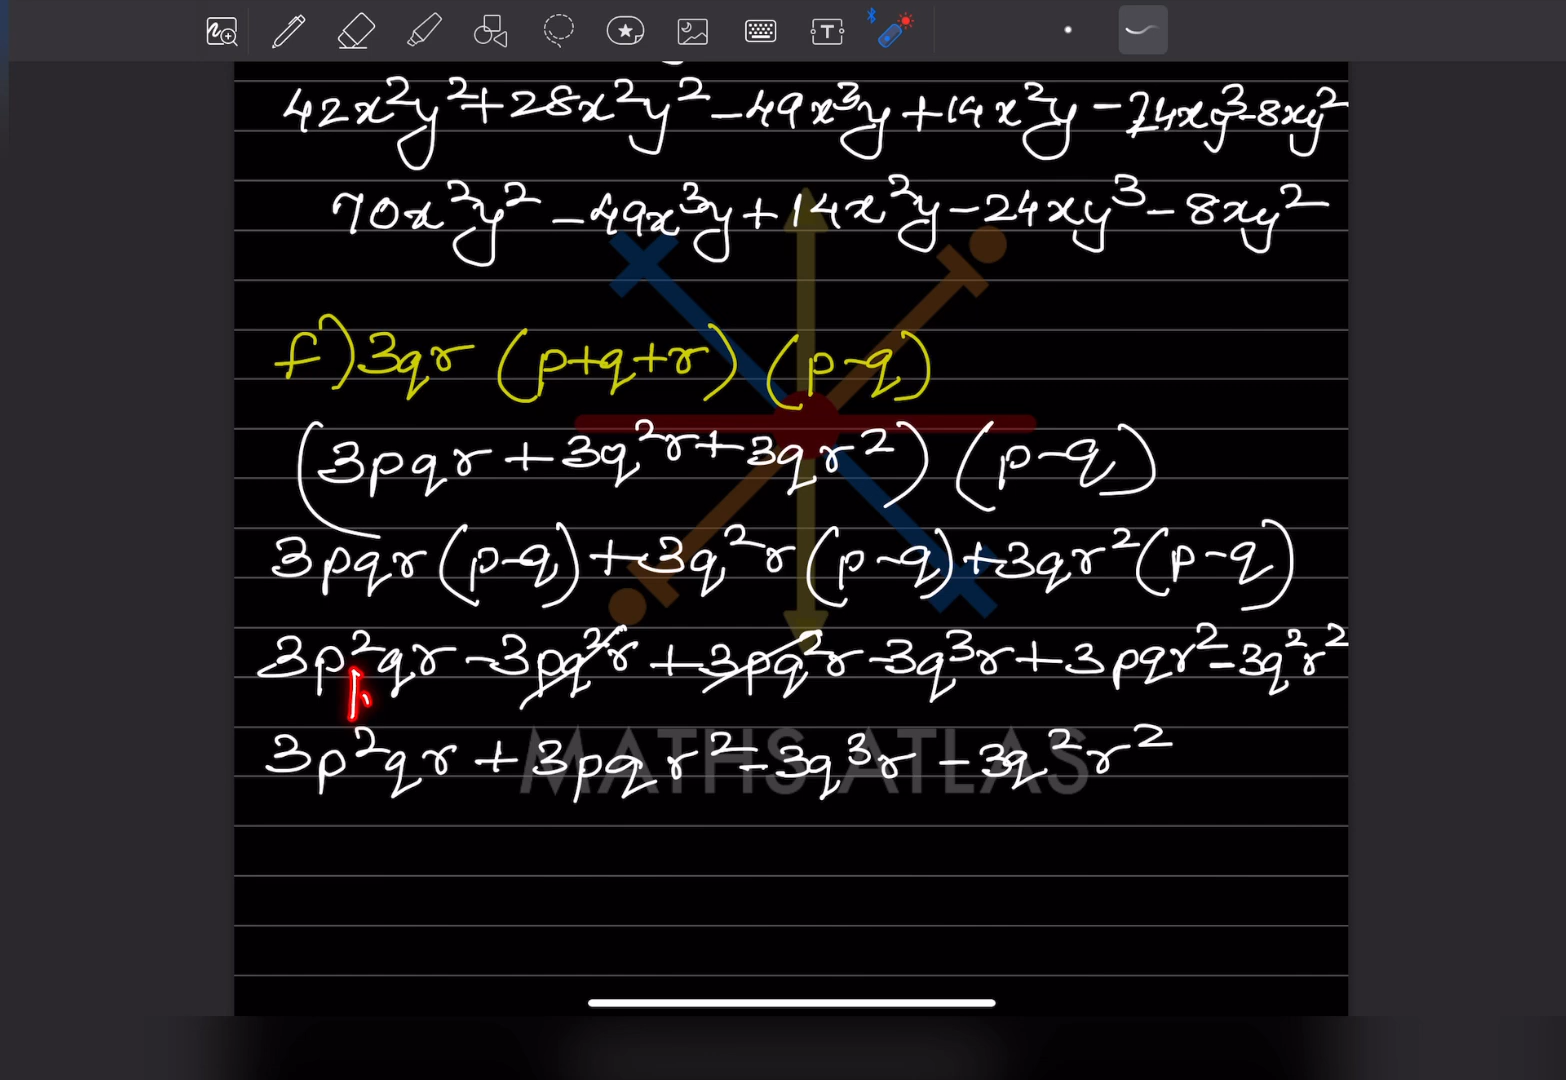 42x²y²+28x²y²-49x³y+14x²y-24xy³-8xy²
70x²y²-49x³y+14x²y-24xy³-8xy²
f) 3qr (p+q+r) (p-q)
(3pqr+3q²r+3qr²) (p-q)
3pqr(p-q)+3q²r(p-q)+3qr²(p-q)
3p²qr-3pq²r+3pq²r-3q³r+3pqr²-3q²r²
3p²qr+3pqr²-3q³r-3q²r²
MATHS ATLAS